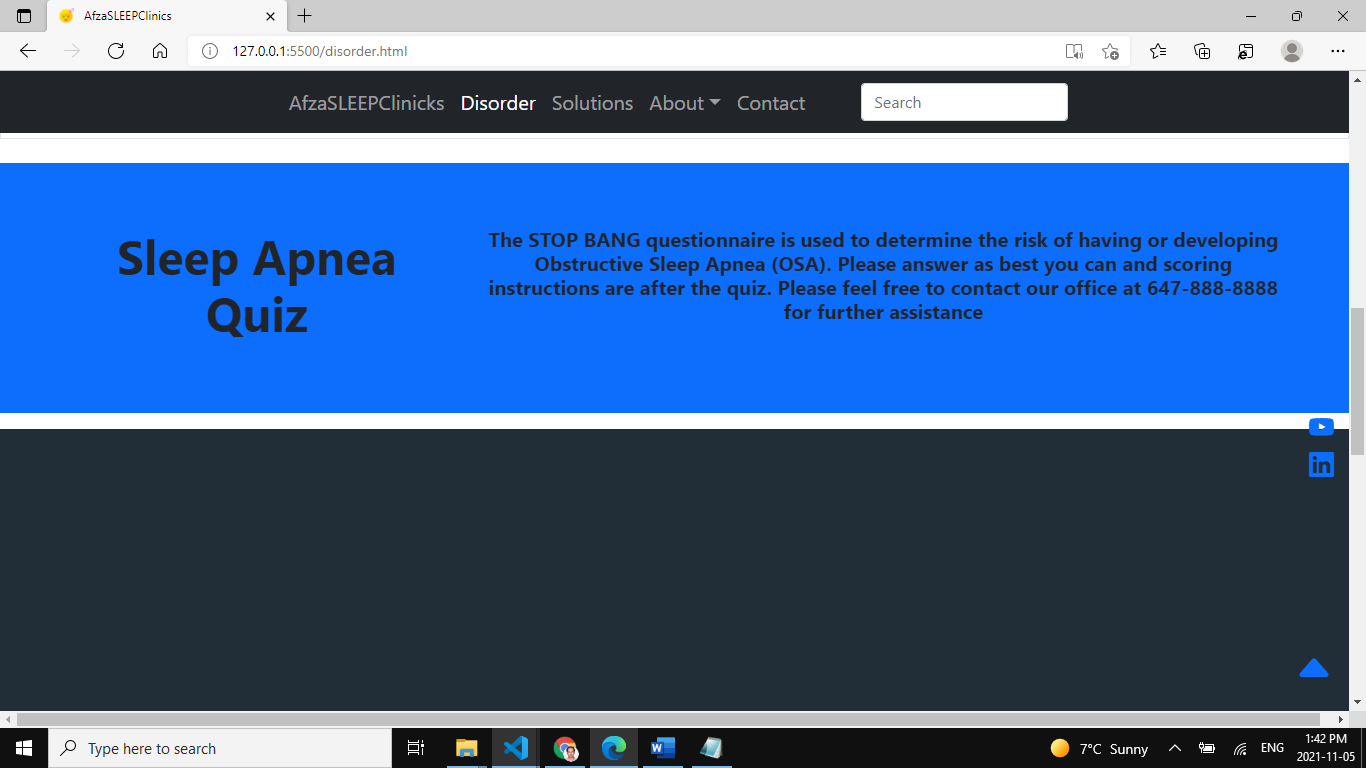 AfzaSLEEPClinics
127.0.0.1:5500/disorder.html
AfzaSLEEPClinicks Disorder Solutions About Contact Search
Sleep Apnea
Quiz
The STOP BANG questionnaire is used to determine the risk of having or developing
Obstructive Sleep Apnea (OSA). Please answer as best you can and scoring
instructions are after the quiz. Please feel free to contact our office at 647-888-8888
for further assistance
in
Type here to search
7°C Sunny
ENG
1:42 PM
2021-11-05